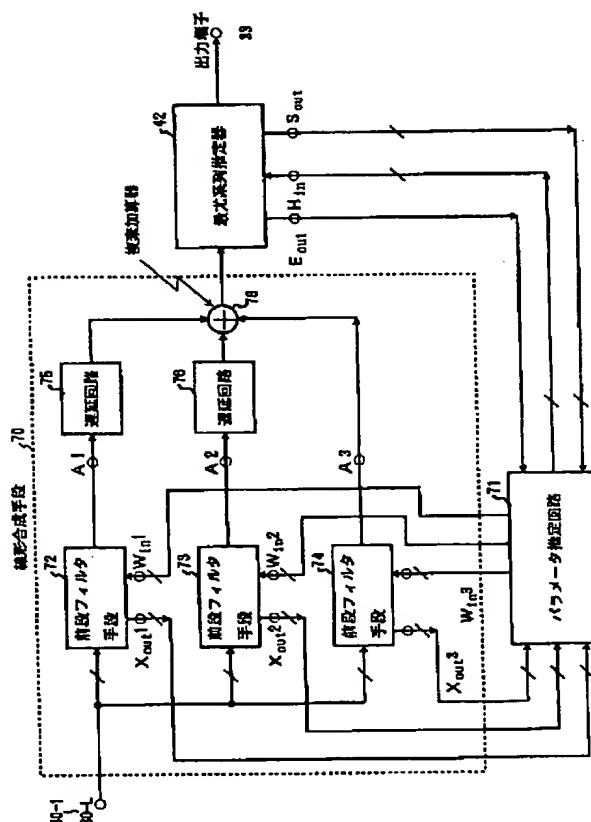 線形合成手段
70
複素加算器
出力端子
39
75
遅延回路
76
遅延回路
78
42
最尤系列推定器
A1
A2
A3
72
前段フィルタ
手段
73
前段フィルタ
手段
74
前段フィルタ
手段
Win1
Win2
Win3
Xout1
Xout2
Xout3
Eout
Hin
Sout
71
パラメータ推定回路